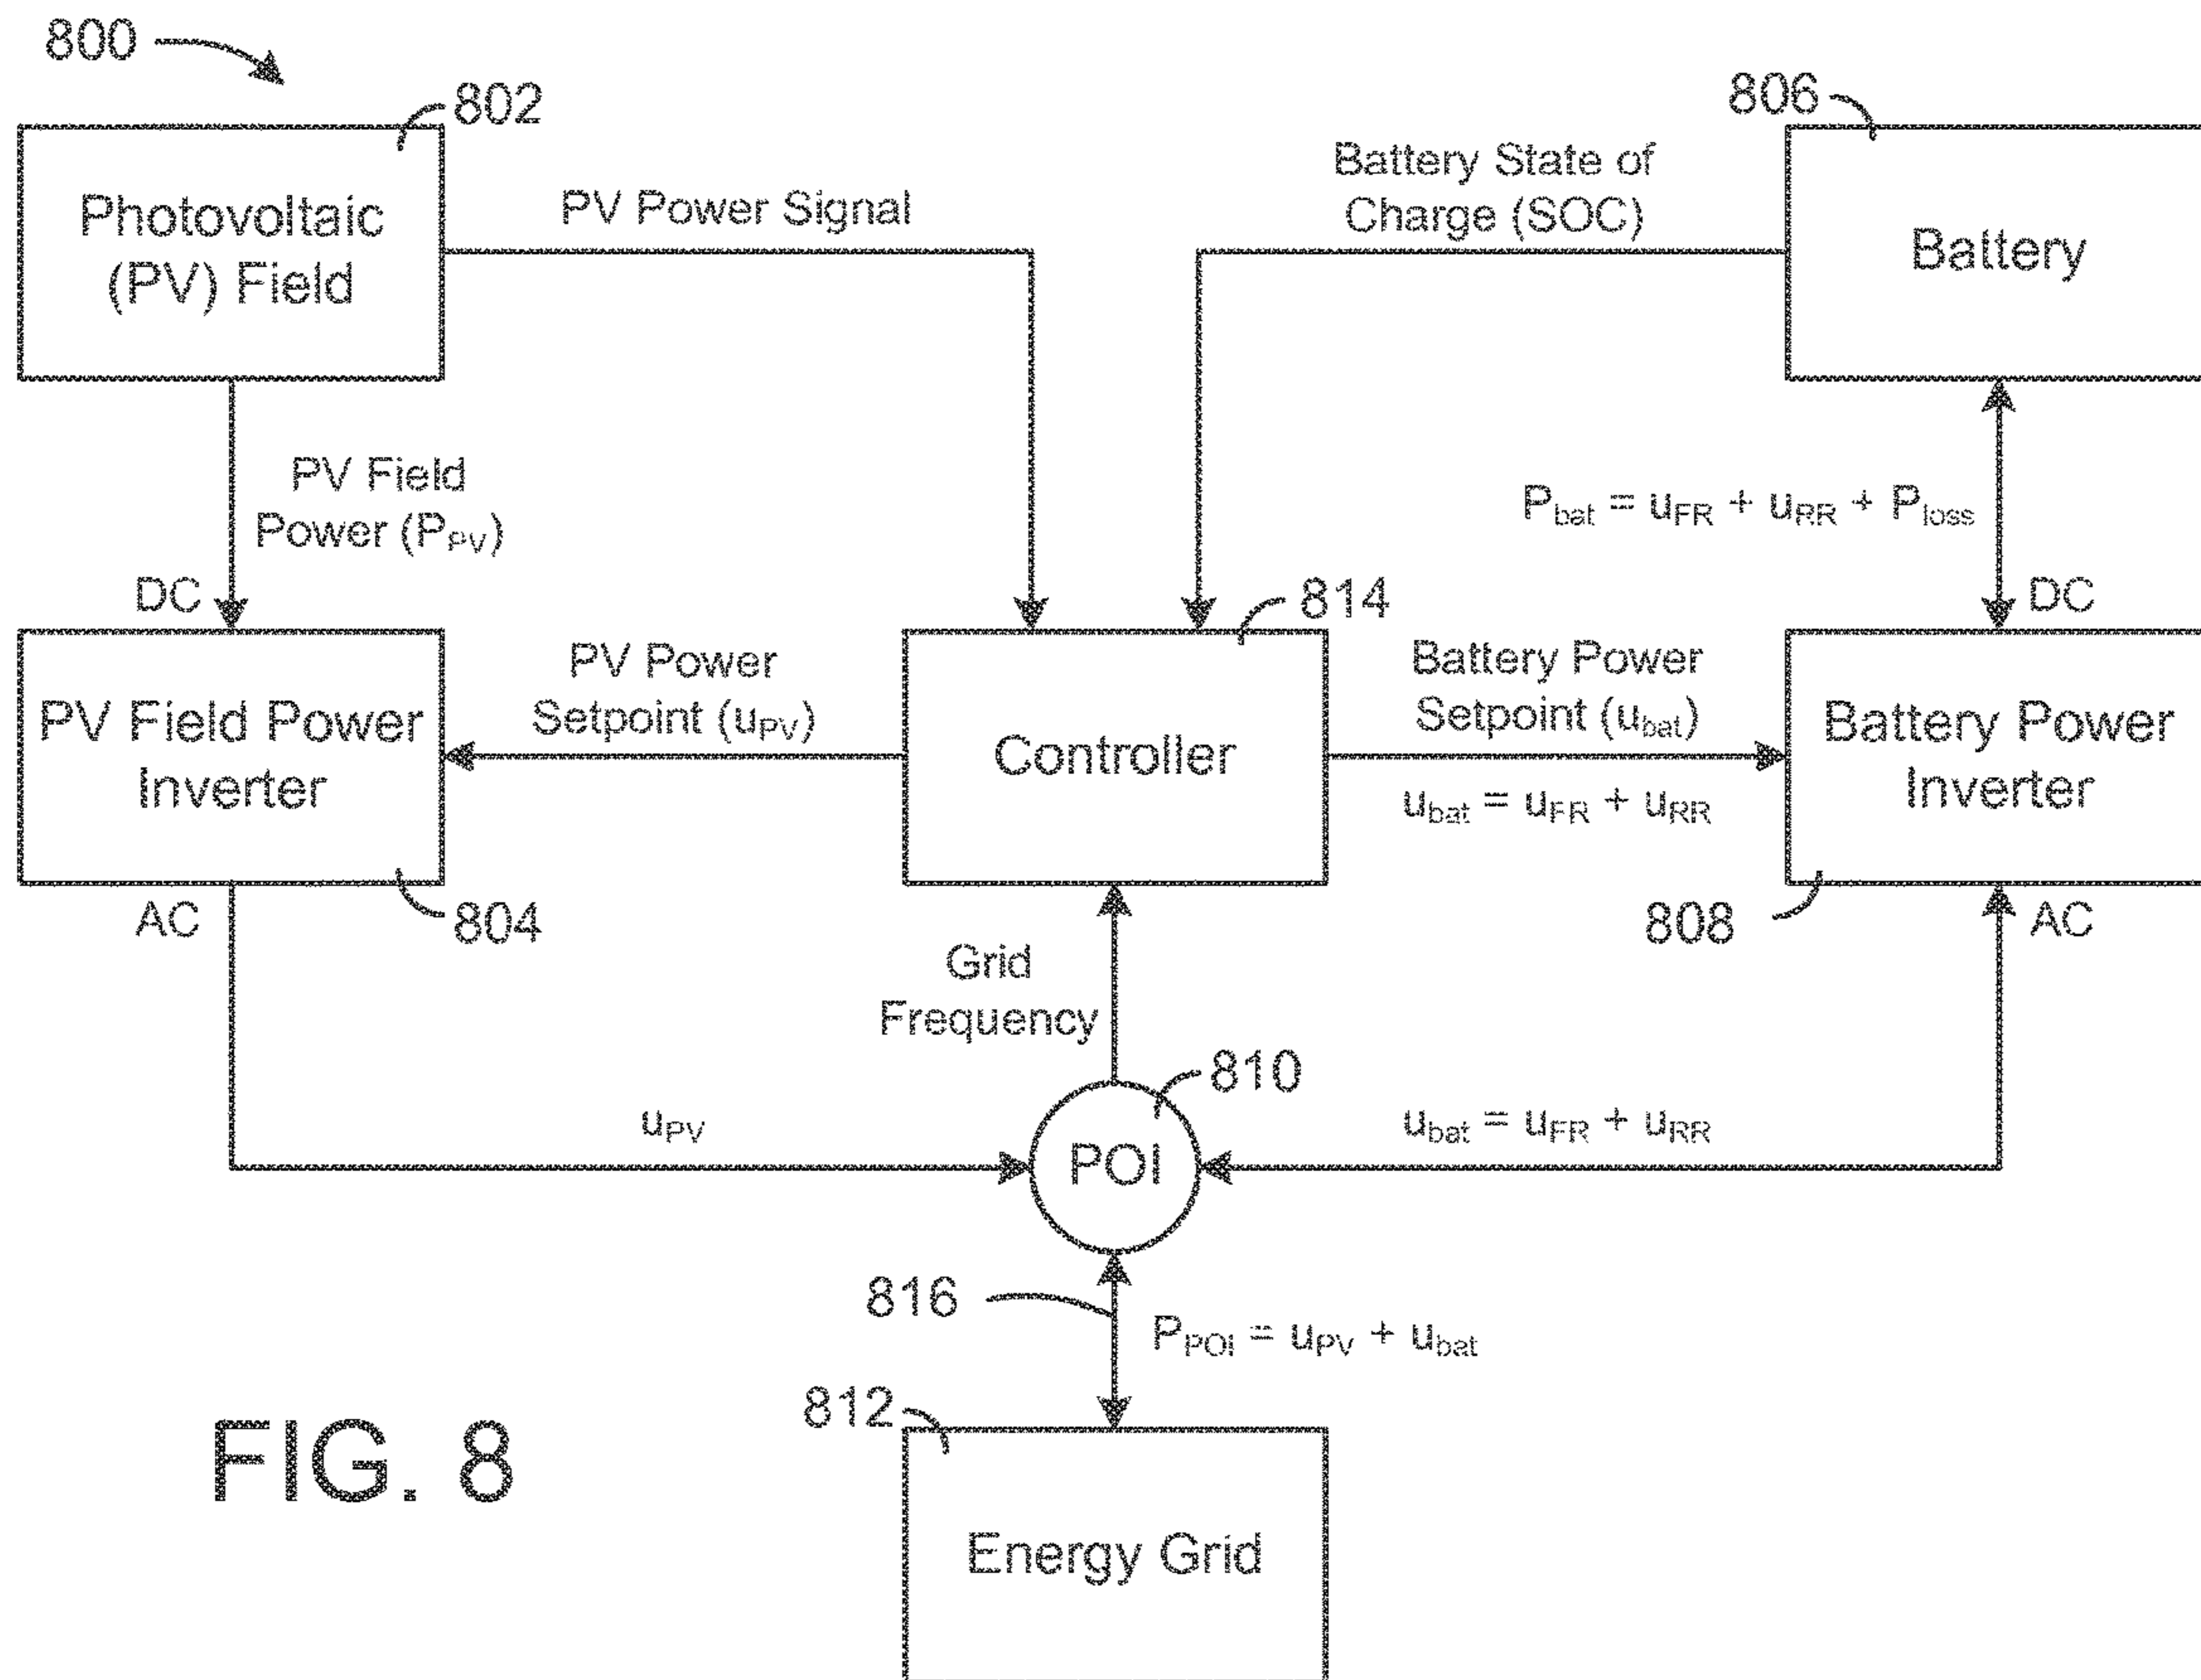 800
802
806
Photovoltaic
(PV) Field
PV Power Signal
Battery State of
Charge (SOC)
Battery
PV Field
Power (P_PV)
P_bat = u_FR + u_RR + P_loss
DC
814
DC
PV Field Power
Inverter
PV Power
Setpoint (u_PV)
Controller
Battery Power
Setpoint (u_bat)
u_bat = u_FR + u_RR
Battery Power
Inverter
AC
804
808
AC
Grid
Frequency
810
u_PV
POI
u_bat = u_FR + u_RR
816
P_POI = u_PV + u_bat
812
Energy Grid
FIG. 8